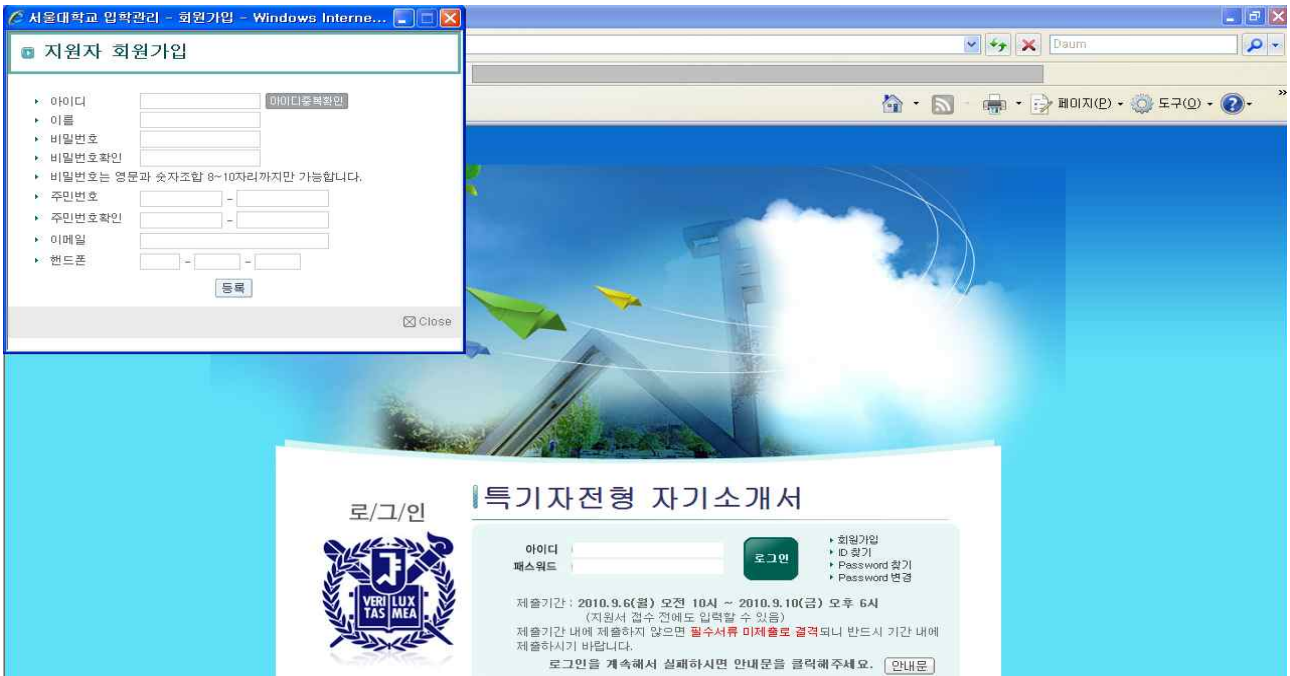 서울대학교 입학관리 - 회원가입 - Windows Interne...
지원자 회원가입
아이디
아이디중복확인
이름
비밀번호
비밀번호확인
비밀번호는 영문과 숫자조합 8~10자리까지만 가능합니다.
주민번호 -
주민번호확인 -
이메일
핸드폰 - -
등록
Close
Daum
페이지(P) 도구(O)
로/그/인
VERI LUX
TAS MEA
특기자전형 자기소개서
아이디
패스워드
로그인
회원가입
ID 찾기
Password 찾기
Password 변경
제출기간 : 2010.9.6(월) 오전 10시 ~ 2010.9.10(금) 오후 6시
(지원서 접수 전에도 입력할 수 있음)
제출기간 내에 제출하지 않으면 필수서류 미제출로 결격되니 반드시 기간 내에
제출하시기 바랍니다.
로그인을 계속해서 실패하시면 안내문을 클릭해주세요. 안내문